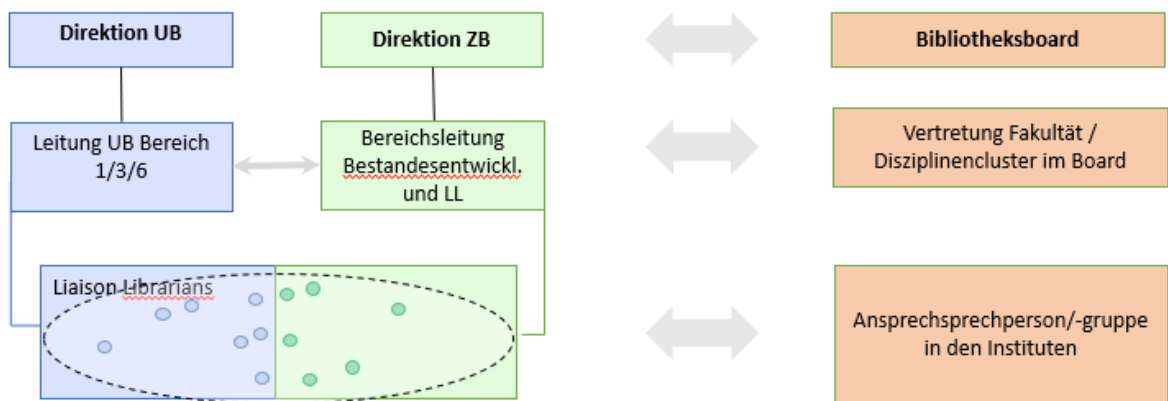 Direktion UB
Direktion ZB
Bibliotheksboard
Leitung UB Bereich
1/3/6
Bereichsleitung
Bestandesentwickl.
und LL
Vertretung Fakultät /
Disziplinencluster im Board
Liaison Librarians
Ansprechsprechperson/-gruppe
in den Instituten